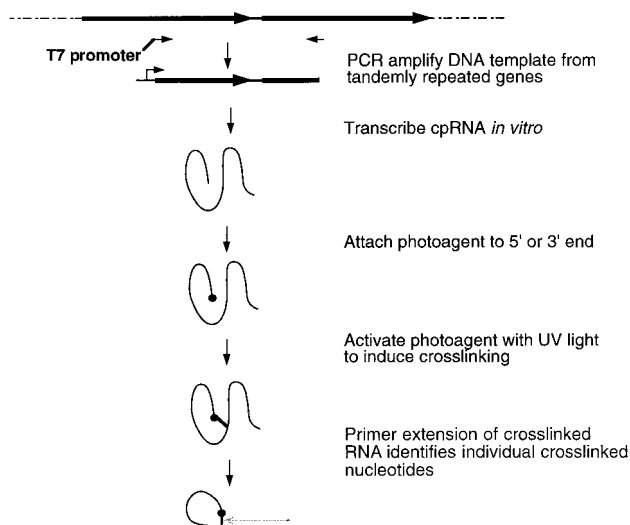 T7 promoter
PCR amplify DNA template from
tandemly repeated genes
Transcribe cpRNA in vitro
Attach photoagent to 5' or 3' end
Activate photoagent with UV light
to induce crosslinking
Primer extension of crosslinked
RNA identifies individual crosslinked
nucleotides